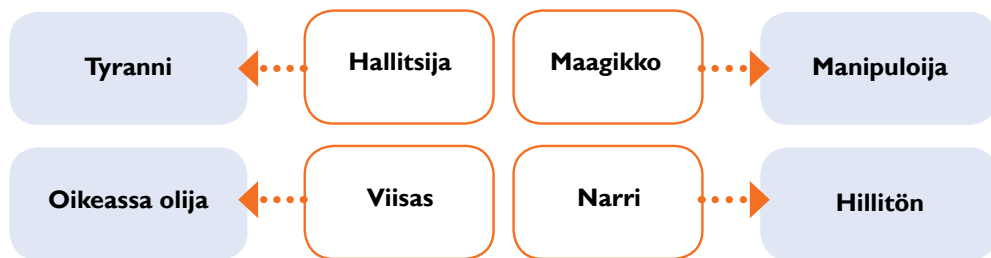 Tyranni
Hallitsija
Maagikko
Manipuloija
Oikeassa olija
Viisas
Narri
Hillitön